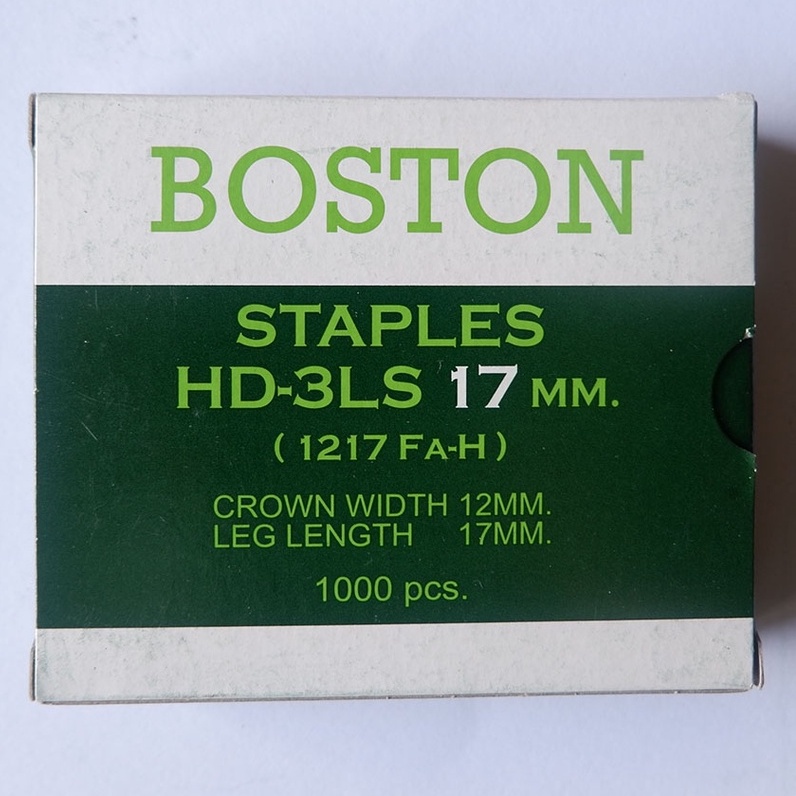 BOSTON
STAPLES
HD-3LS 17 MM.
( 1217 FA-H )
CROWN WIDTH 12MM.
LEG LENGTH 17MM.
1000 pcs.